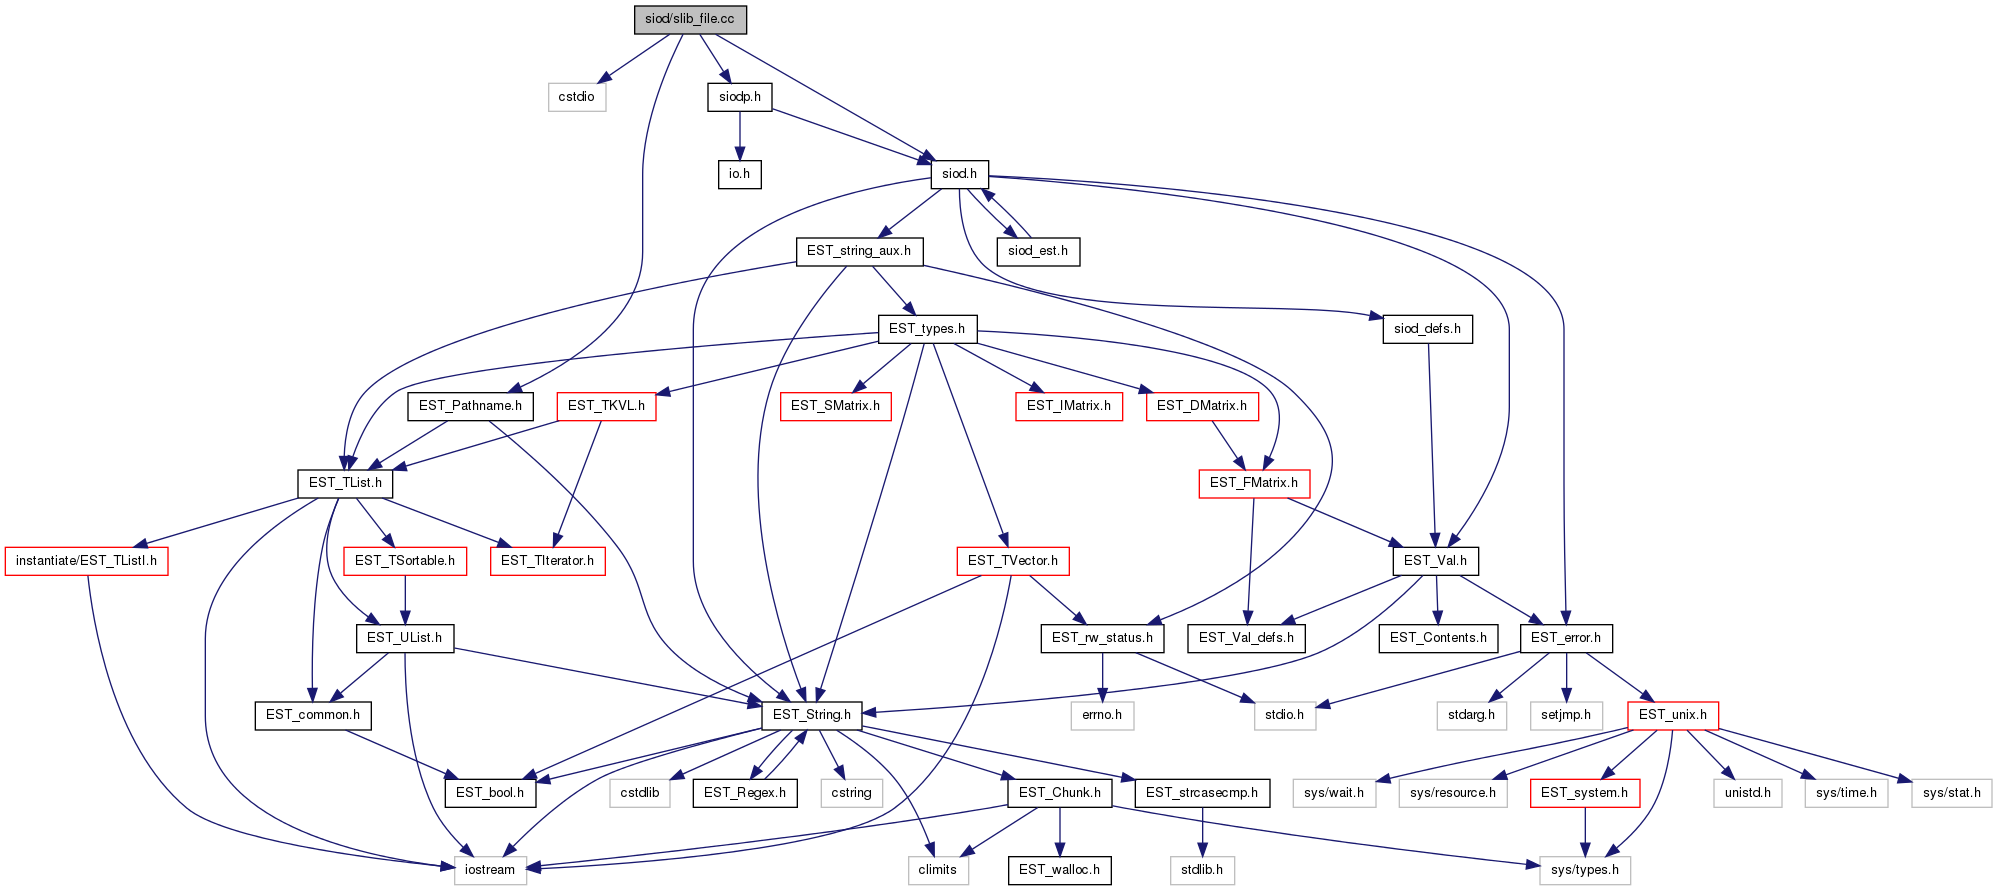 siod/slib_file.cc
cstdio
siodp.h
io.h
siod.h
EST_string_aux.h
siod_est.h
EST_types.h
siod_defs.h
EST_Pathname.h
EST_TKVL.h
EST_SMatrix.h
EST_IMatrix.h
EST_DMatrix.h
EST_TList.h
EST_FMatrix.h
instantiate/EST_TListI.h
EST_TSortable.h
EST_TIterator.h
EST_TVector.h
EST_Val.h
EST_UList.h
EST_rw_status.h
EST_Val_defs.h
EST_Contents.h
EST_error.h
EST_common.h
EST_String.h
errno.h
stdio.h
stdarg.h
setjmp.h
EST_unix.h
EST_bool.h
cstdlib
EST_Regex.h
cstring
EST_Chunk.h
EST_strcasecmp.h
sys/wait.h
sys/resource.h
EST_system.h
unistd.h
sys/time.h
sys/stat.h
iostream
climits
EST_walloc.h
stdlib.h
sys/types.h